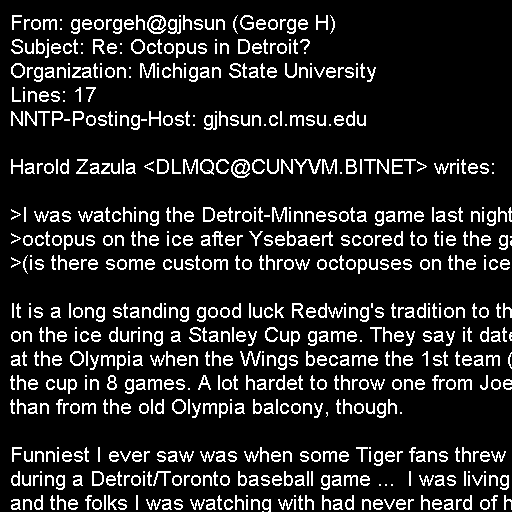 From: georgeh@gjhsun (George H)
Subject: Re: Octopus in Detroit?
Organization: Michigan State University
Lines: 17
NNTP-Posting-Host: gjhsun.cl.msu.edu

Harold Zazula <DLMQC@CUNYVM.BITNET> writes:

>I was watching the Detroit-Minnesota game last night
>octopus on the ice after Ysebaert scored to tie the
>(is there some custom to throw octopuses on the ice

It is a long standing good luck Redwing's tradition to
on the ice during a Stanley Cup game. They say it
at the Olympia when the Wings became the 1st team (
the cup in 8 games. A lot hardet to throw one from Joe
than from the old Olympia balcony, though.

Funniest I ever saw was when some Tiger fans threw
during a Detroit/Toronto baseball game ...  I was living
and the folks I was watching with had never heard of